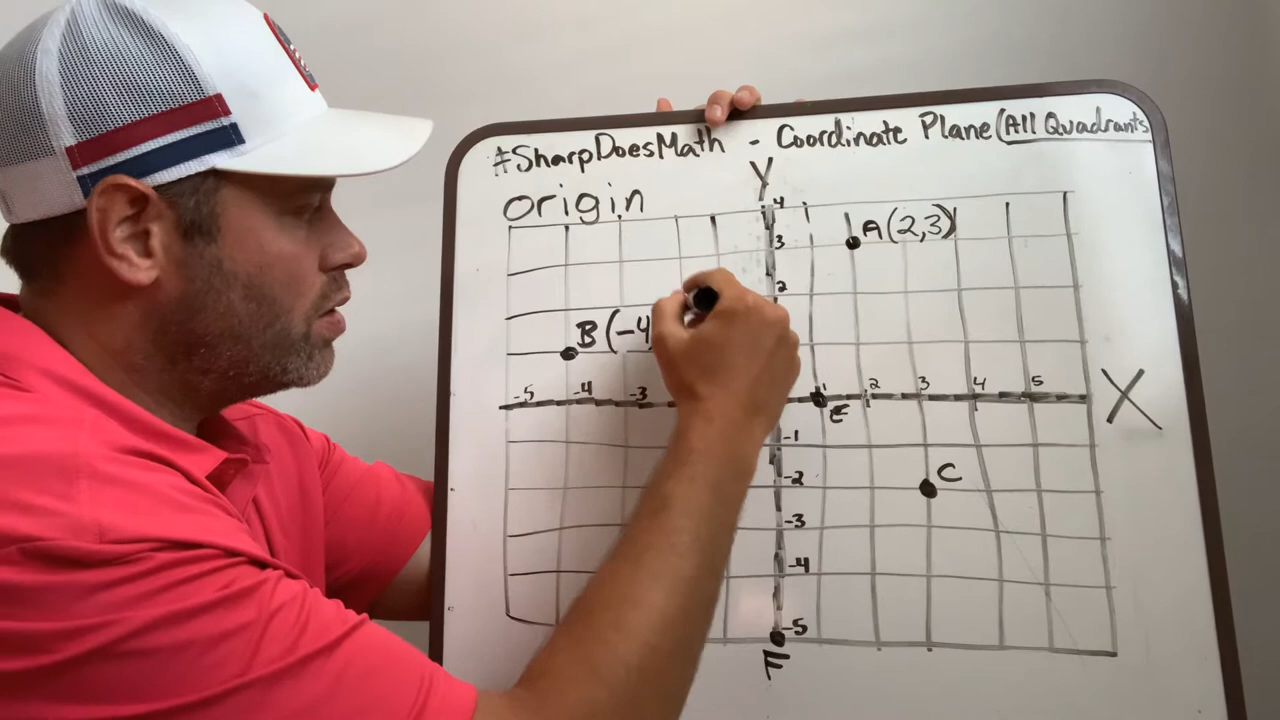 #SharpDoesMath - Coordinate Plane (All Quadrants
origin
Y
4
A(2,3)
3
2
B(-4
-5 -4 -3 1 2 3 4 5
X
E
-1
C
-2
-3
-4
-5
F